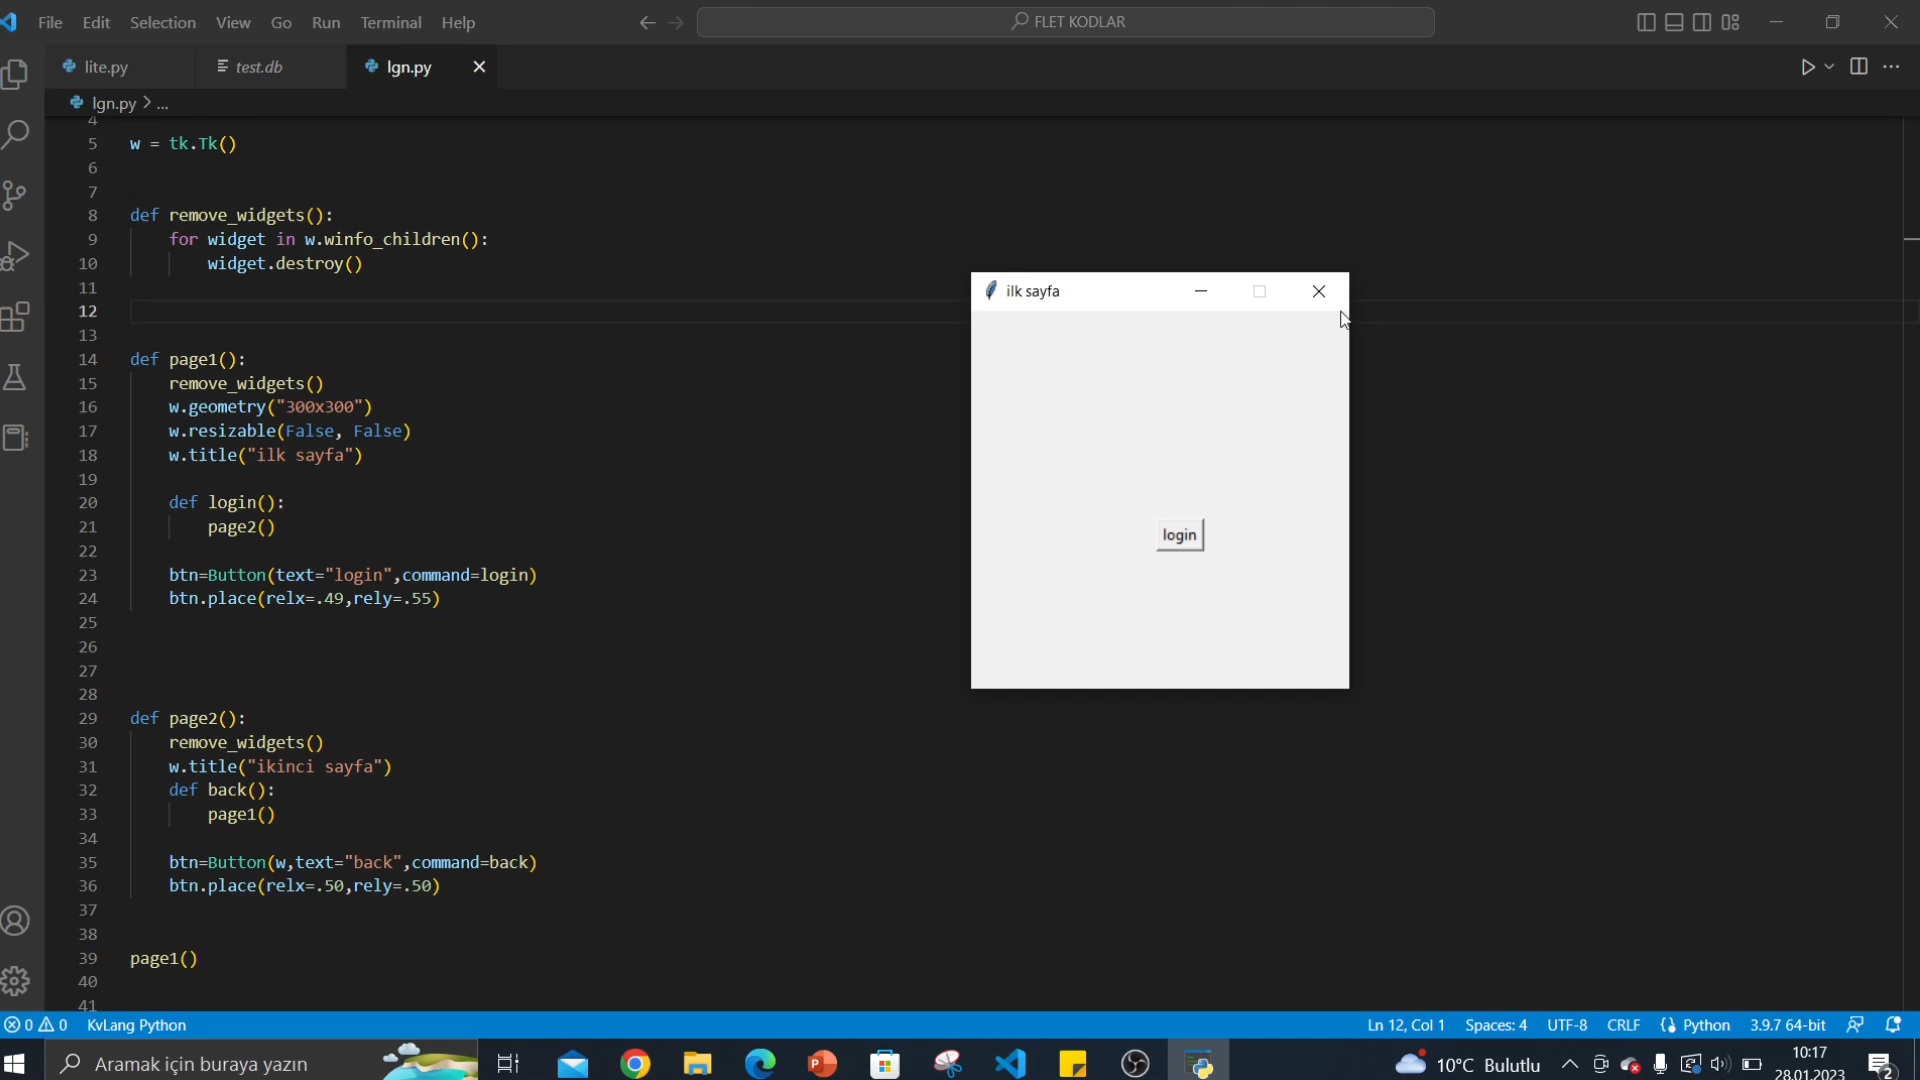 File Edit Selection View Go Run Terminal Help
FLET KODLAR
lite.py test.db lgn.py
lgn.py > ...
4
5 w = tk.Tk()
6
7
8 def remove_widgets():
9 for widget in w.winfo_children():
10 widget.destroy()
11
12
13
14 def page1():
15 remove_widgets()
16 w.geometry("300x300")
17 w.resizable(False, False)
18 w.title("ilk sayfa")
19
20 def login():
21 page2()
22
23 btn=Button(text="login",command=login)
24 btn.place(relx=.49,rely=.55)
25
26
27
28
29 def page2():
30 remove_widgets()
31 w.title("ikinci sayfa")
32 def back():
33 page1()
34
35 btn=Button(w,text="back",command=back)
36 btn.place(relx=.50,rely=.50)
37
38
39 page1()
40
41
ilk sayfa
login
0 0 KvLang Python
Ln 12, Col 1 Spaces: 4 UTF-8 CRLF Python 3.9.7 64-bit
Aramak için buraya yazın
10°C Bulutlu
10:17
28.01.2023
2